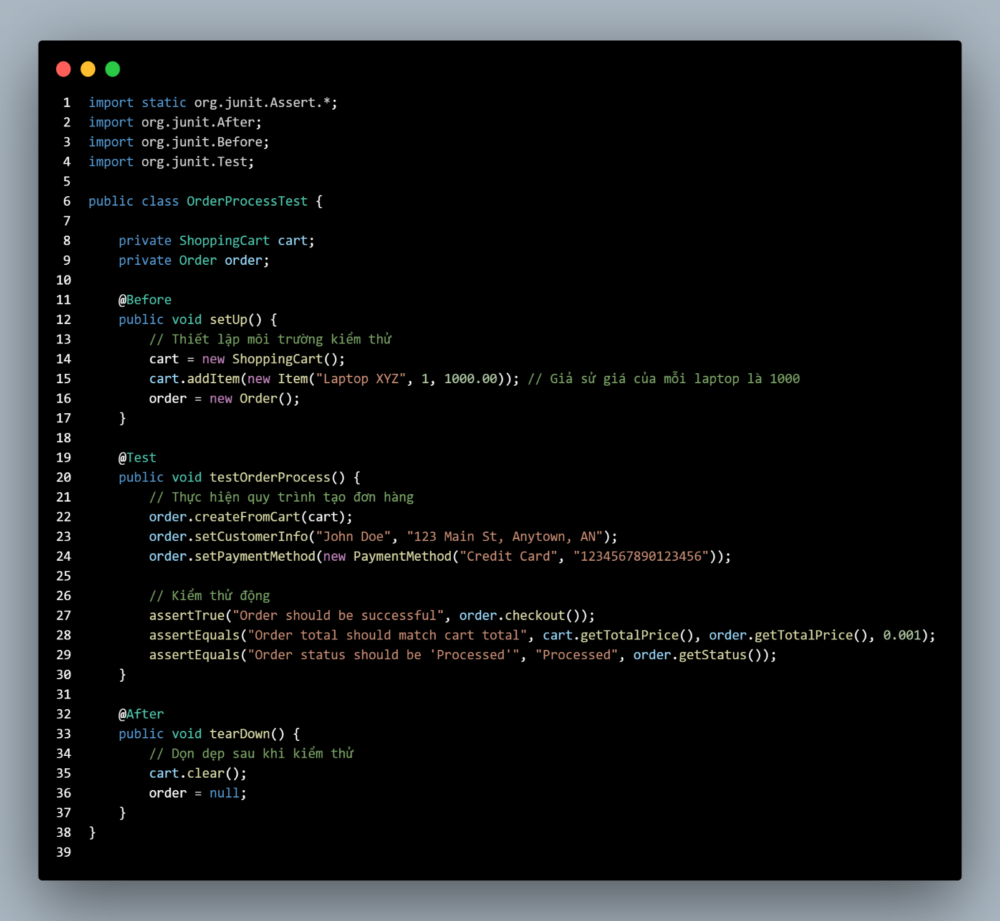 1 import static org.junit.Assert.*;
2 import org.junit.After;
3 import org.junit.Before;
4 import org.junit.Test;
5
6 public class OrderProcessTest {
7
8     private ShoppingCart cart;
9     private Order order;
10
11     @Before
12     public void setUp() {
13         // Thiết lập môi trường kiểm thử
14         cart = new ShoppingCart();
15         cart.addItem(new Item("Laptop XYZ", 1, 1000.00)); // Giả sử giá của mỗi laptop là 1000
16         order = new Order();
17     }
18
19     @Test
20     public void testOrderProcess() {
21         // Thực hiện quy trình tạo đơn hàng
22         order.createFromCart(cart);
23         order.setCustomerInfo("John Doe", "123 Main St, Anytown, AN");
24         order.setPaymentMethod(new PaymentMethod("Credit Card", "1234567890123456"));
25
26         // Kiểm thử động
27         assertTrue("Order should be successful", order.checkout());
28         assertEquals("Order total should match cart total", cart.getTotalPrice(), order.getTotalPrice(), 0.001);
29         assertEquals("Order status should be 'Processed'", "Processed", order.getStatus());
30     }
31
32     @After
33     public void tearDown() {
34         // Dọn dẹp sau khi kiểm thử
35         cart.clear();
36         order = null;
37     }
38 }
39